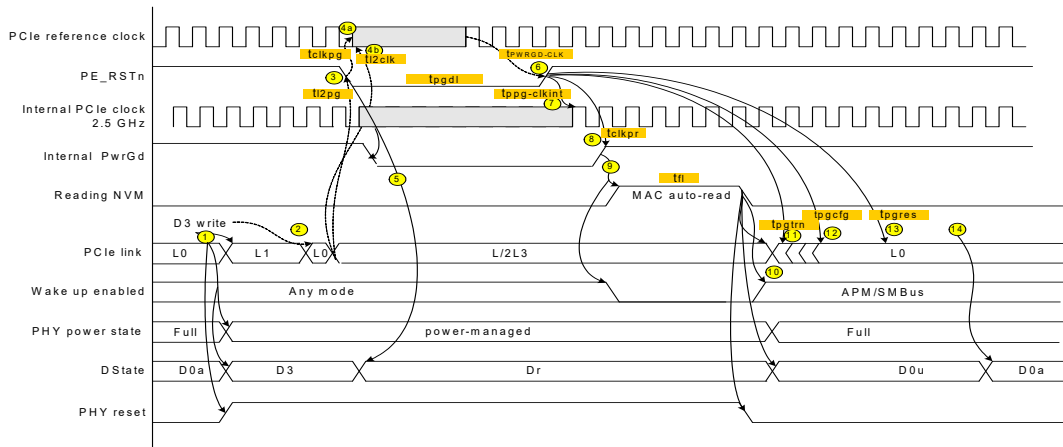 4a
PCIe reference clock
tclkpg
4b
tl2clk
tPWRGD-CLK
6
PE_RSTn
3
tpgdl
tl2pg
tppg-clkint
7
Internal PCIe clock
2.5 GHz
8
tclkpr
Internal PwrGd
9
5
tfl
Reading NVM
MAC auto-read
tpgcfg
tpgres
D3 write
tpgtrn
1
2
11
12
13
14
PCIe link
L0
L1
L0
L/2L3
L0
10
Wake up enabled
Any mode
APM/SMBus
PHY power state
Full
power-managed
Full
DState
D0a
D3
Dr
D0u
D0a
PHY reset